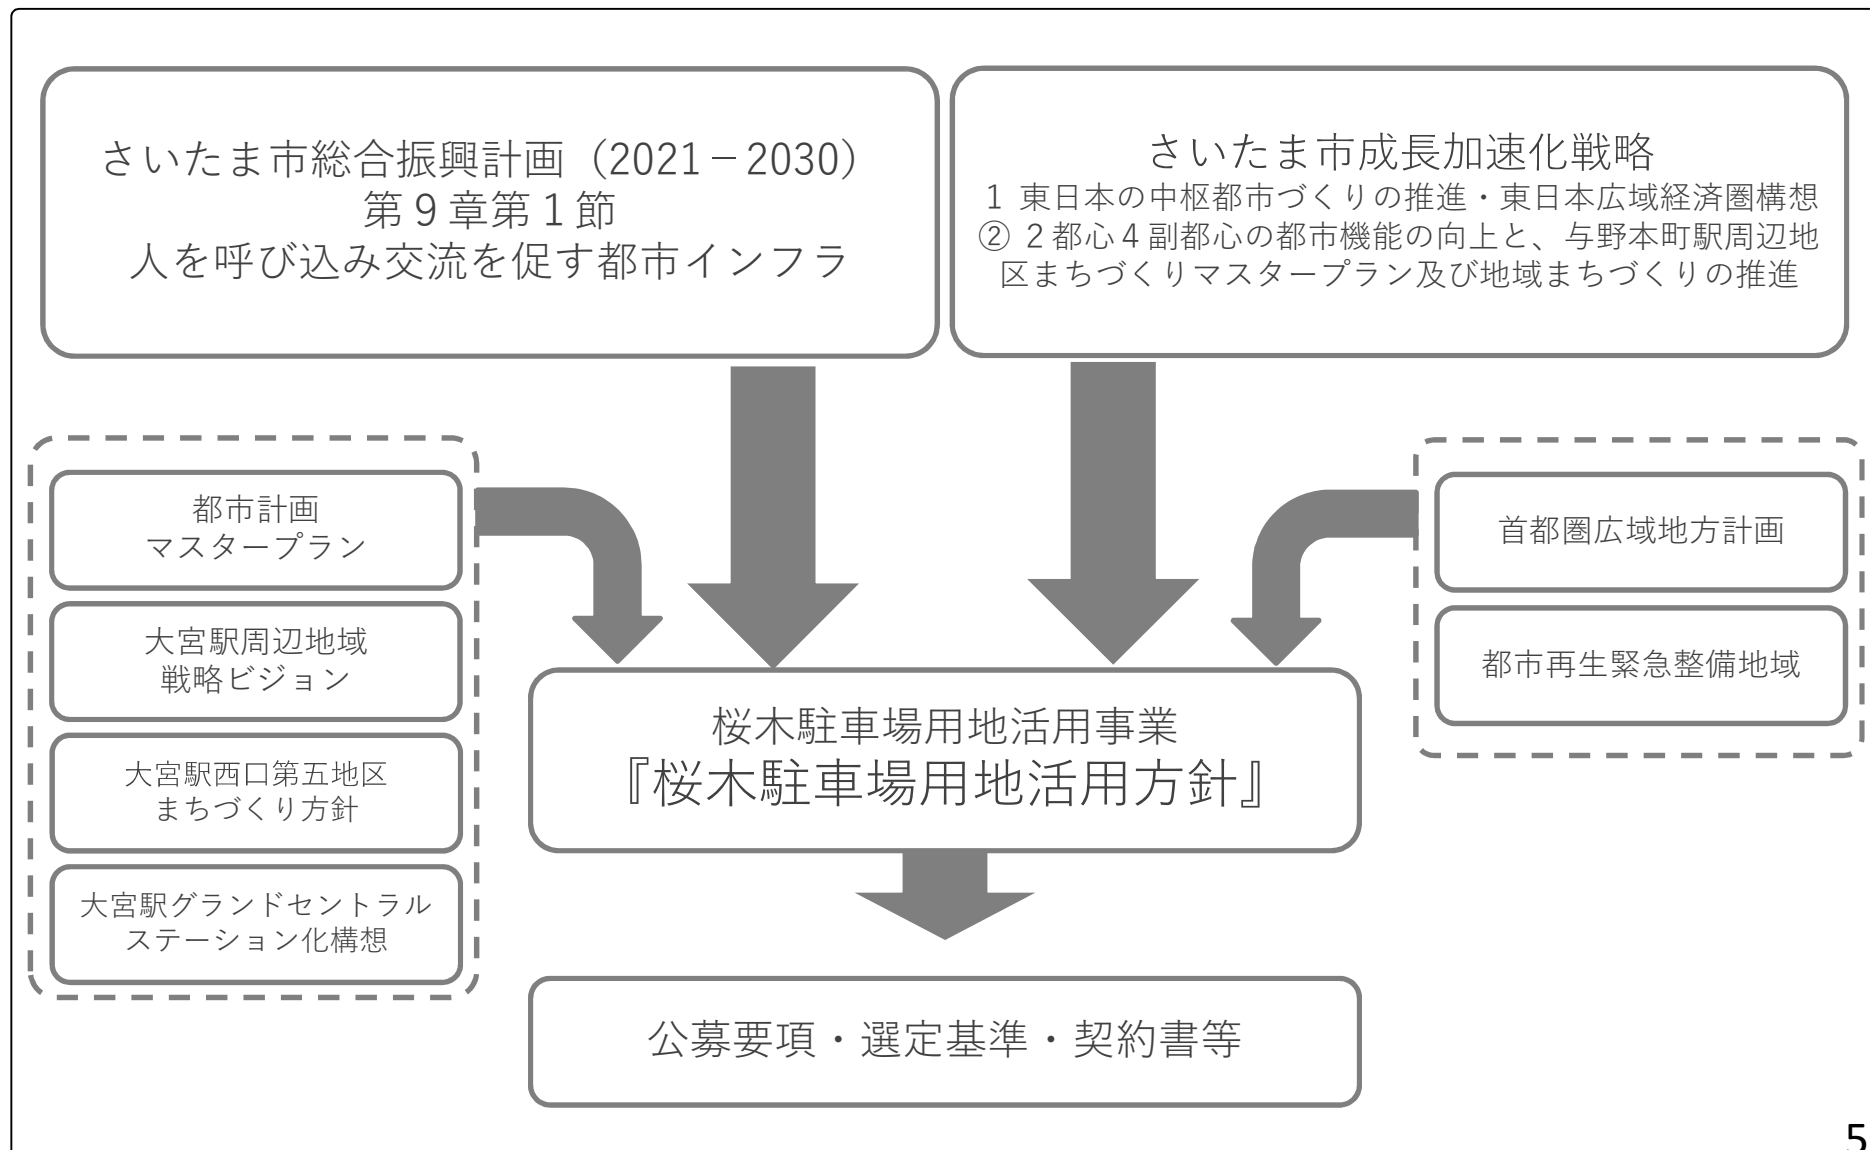 さいたま市総合振興計画（2021－2030）
第９章第１節
人を呼び込み交流を促す都市インフラ
さいたま市成長加速化戦略
１ 東日本の中枢都市づくりの推進・東日本広域経済圏構想
② ２都心４副都心の都市機能の向上と、与野本町駅周辺地
区まちづくりマスタープラン及び地域まちづくりの推進
都市計画
マスタープラン
大宮駅周辺地域
戦略ビジョン
大宮駅西口第五地区
まちづくり方針
大宮駅グランドセントラル
ステーション化構想
首都圏広域地方計画
都市再生緊急整備地域
桜木駐車場用地活用事業
『桜木駐車場用地活用方針』
公募要項・選定基準・契約書等
5